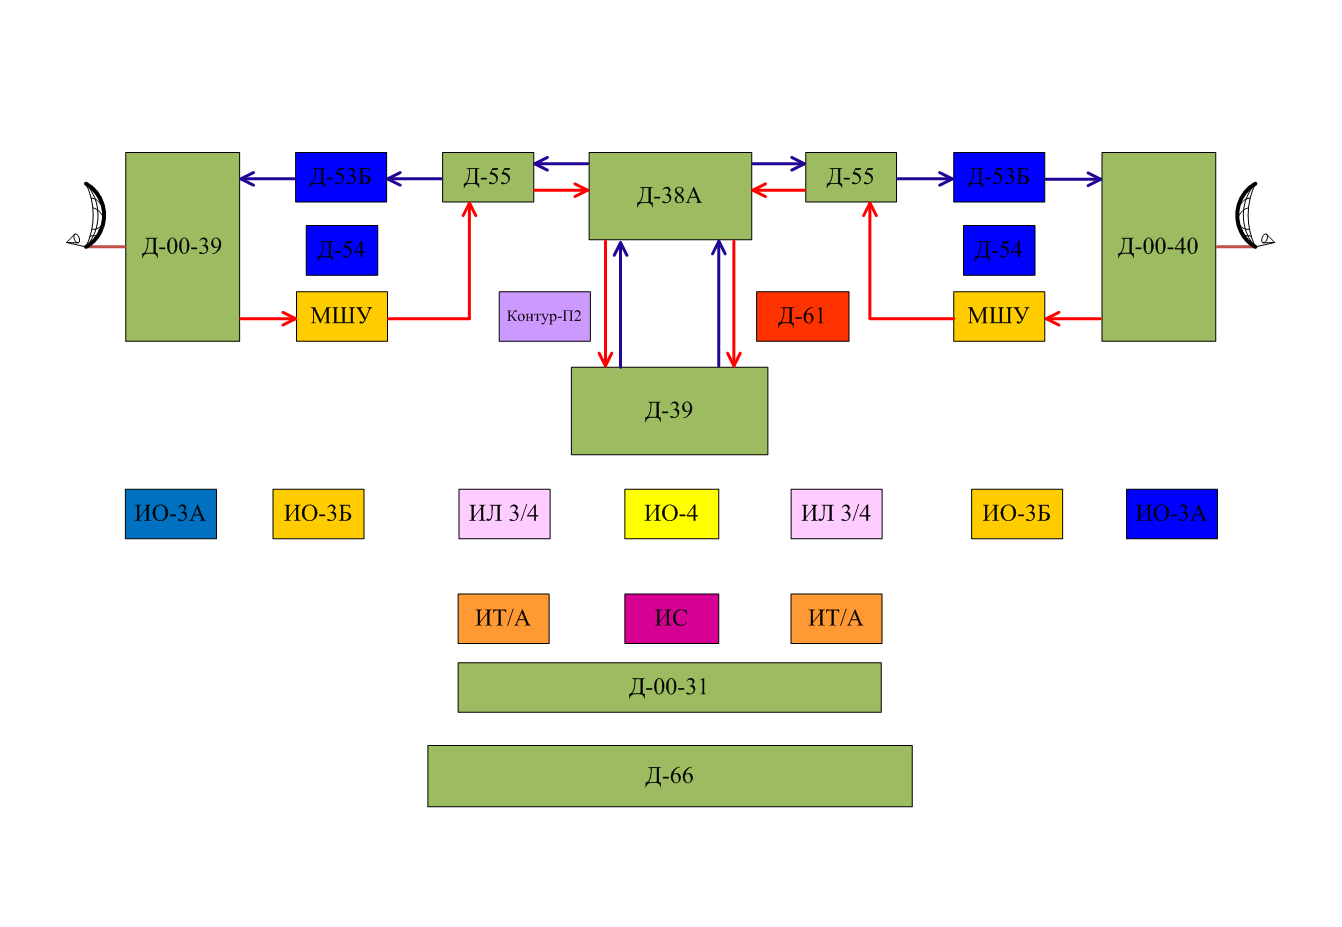 Д-00-39
Д-53Б
Д-55
Д-38А
Д-55
Д-53Б
Д-00-40
Д-54
Д-54
МШУ
Контур-П2
Д-61
МШУ
Д-39
ИО-3А
ИО-3Б
ИЛ 3/4
ИО-4
ИЛ 3/4
ИО-3Б
ИО-3А
ИТ/А
ИС
ИТ/А
Д-00-31
Д-66